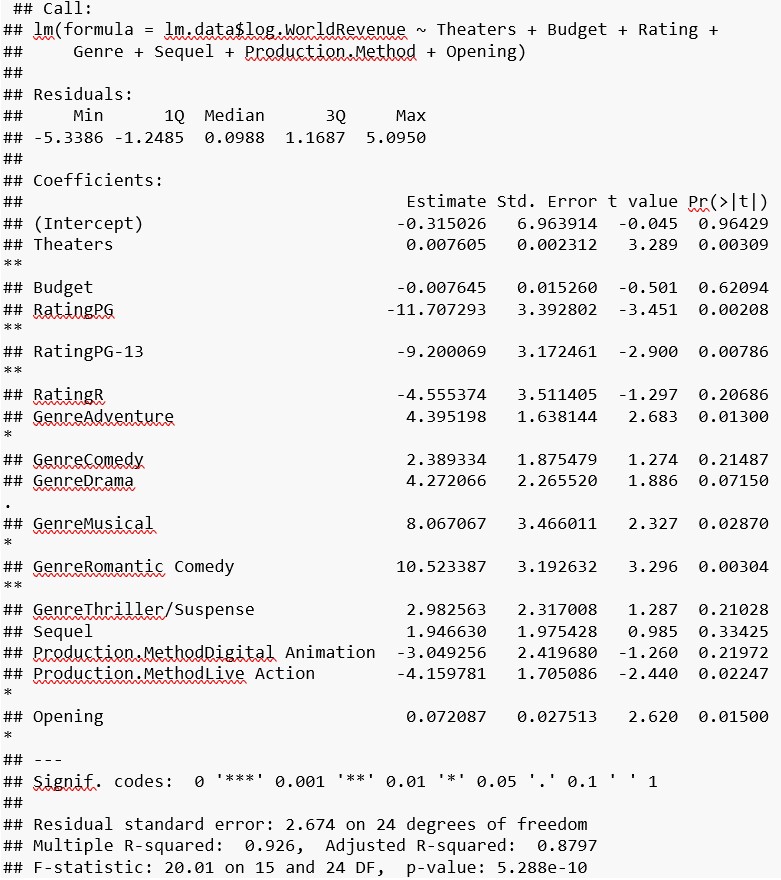 ## Call:
## lm(formula = lm.data$log.WorldRevenue ~ Theaters + Budget + Rating +
##     Genre + Sequel + Production.Method + Opening)
##
## Residuals:
##     Min      1Q  Median      3Q     Max
## -5.3386 -1.2485  0.0988  1.1687  5.0950
##
## Coefficients:
##                                    Estimate Std. Error t value Pr(>|t|)
## (Intercept)                       -0.315026   6.963914  -0.045  0.96429
## Theaters                           0.007605   0.002312   3.289  0.00309
**
## Budget                            -0.007645   0.015260  -0.501  0.62094
## RatingPG                         -11.707293   3.392802  -3.451  0.00208
**
## RatingPG-13                       -9.200069   3.172461  -2.900  0.00786
**
## RatingR                           -4.555374   3.511405  -1.297  0.20686
## GenreAdventure                     4.395198   1.638144   2.683  0.01300
*
## GenreComedy                        2.389334   1.875479   1.274  0.21487
## GenreDrama                         4.272066   2.265520   1.886  0.07150
.
## GenreMusical                       8.067067   3.466011   2.327  0.02870
*
## GenreRomantic Comedy              10.523387   3.192632   3.296  0.00304
**
## GenreThriller/Suspense             2.982563   2.317008   1.287  0.21028
## Sequel                             1.946630   1.975428   0.985  0.33425
## Production.MethodDigital Animation -3.049256   2.419680  -1.260  0.21972
## Production.MethodLive Action      -4.159781   1.705086  -2.440  0.02247
*
## Opening                            0.072087   0.027513   2.620  0.01500
*
## ---
## Signif. codes:  0 '***' 0.001 '**' 0.01 '*' 0.05 '.' 0.1 ' ' 1
##
## Residual standard error: 2.674 on 24 degrees of freedom
## Multiple R-squared:  0.926,  Adjusted R-squared:  0.8797
## F-statistic: 20.01 on 15 and 24 DF,  p-value: 5.288e-10